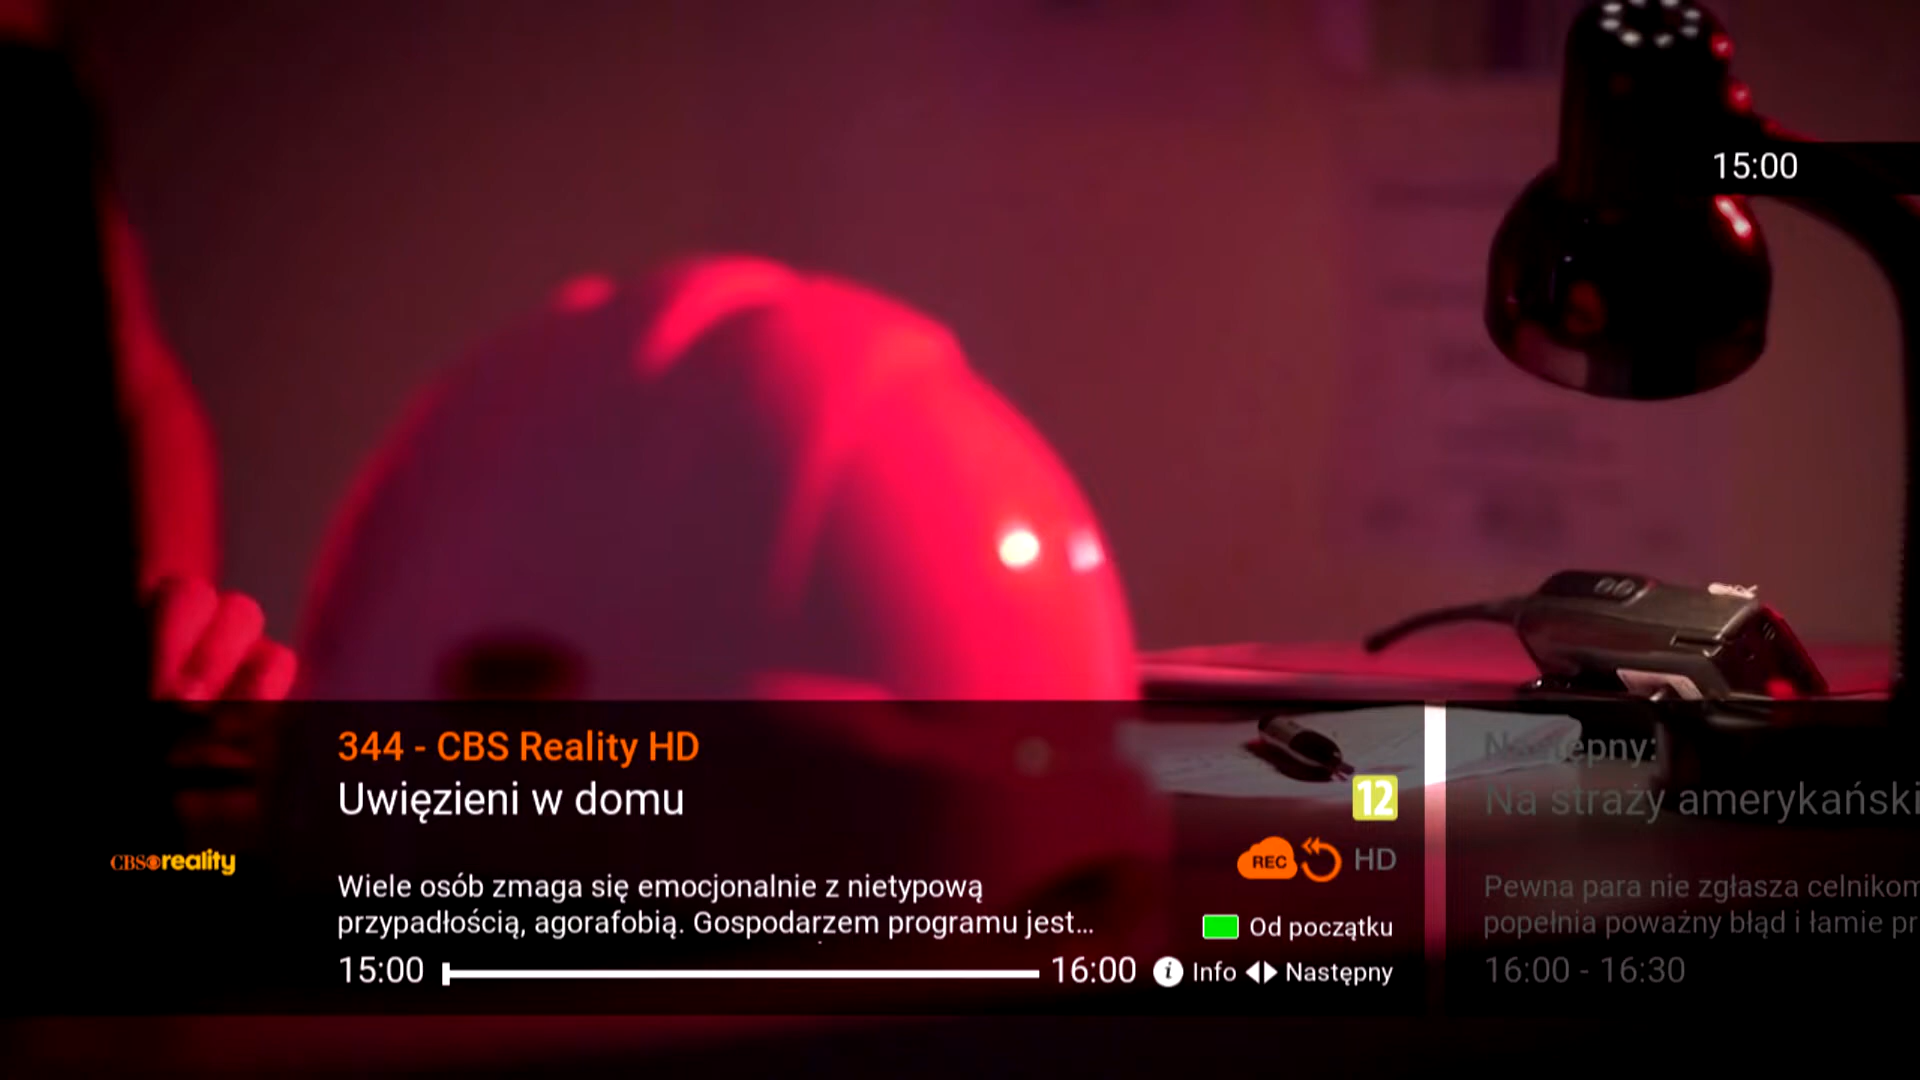 15:00
344 - CBS Reality HD
Uwięzieni w domu
12
CBS reality
REC
HD
Wiele osób zmaga się emocjonalnie z nietypową
przypadłością, agorafobią. Gospodarzem programu jest...
Od początku
15:00
16:00
Info
Następny
Następny:
Na straży amerykański
Pewna para nie zgłasza celnikom
popełnia poważny błąd i łamie pr
16:00 - 16:30